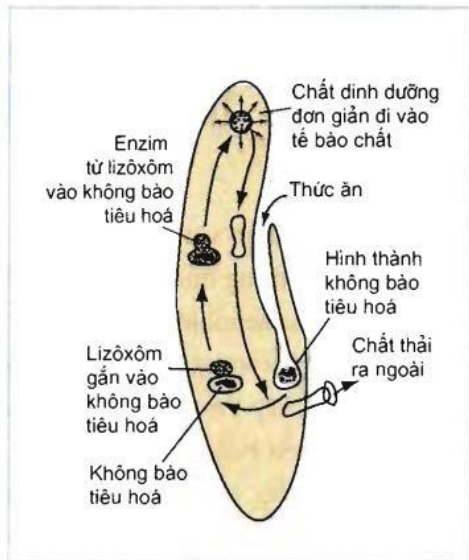 Chất dinh dưỡng
đơn giản đi vào
tế bào chất
Enzim
từ lizôxôm
vào không bào
tiêu hoá
Thức ăn
Hình thành
không bào
tiêu hoá
Chất thải
ra ngoài
Lizôxôm
gắn vào
không bào
tiêu hoá
Không bào
tiêu hoá